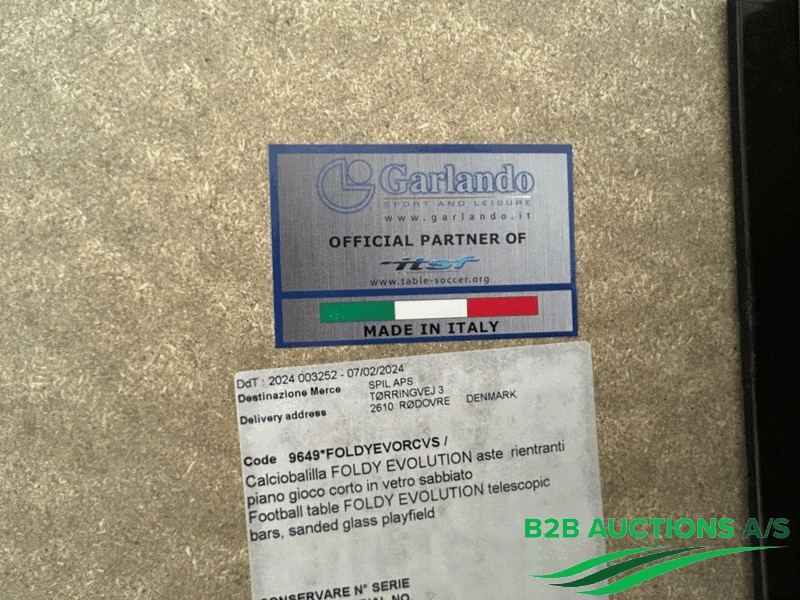 Garlando
SPORT AND LEISURE
www.garlando.it
OFFICIAL PARTNER OF
itsf
www.table-soccer.org
MADE IN ITALY
DdT : 2024 003252 - 07/02/2024
Destinazione Merce SPIL APS
TØRRINGVEJ 3
Delivery address 2610 RØDOVRE DENMARK
Code 9649*FOLDYEVORCVS /
Calciobalilla FOLDY EVOLUTION aste rientranti
piano gioco corto in vetro sabbiato
Football table FOLDY EVOLUTION telescopic
bars, sanded glass playfield
CONSERVARE N° SERIE
B2B AUCTIONS A/S